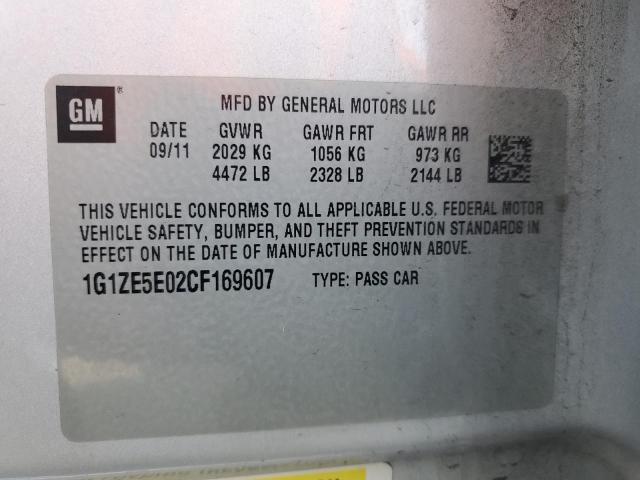 GM ®
MFD BY GENERAL MOTORS LLC
DATE GVWR GAWR FRT GAWR RR
09/11 2029 KG 1056 KG 973 KG
4472 LB 2328 LB 2144 LB
THIS VEHICLE CONFORMS TO ALL APPLICABLE U.S. FEDERAL MOTOR
VEHICLE SAFETY, BUMPER, AND THEFT PREVENTION STANDARDS IN
EFFECT ON THE DATE OF MANUFACTURE SHOWN ABOVE.
1G1ZE5E02CF169607 TYPE: PASS CAR